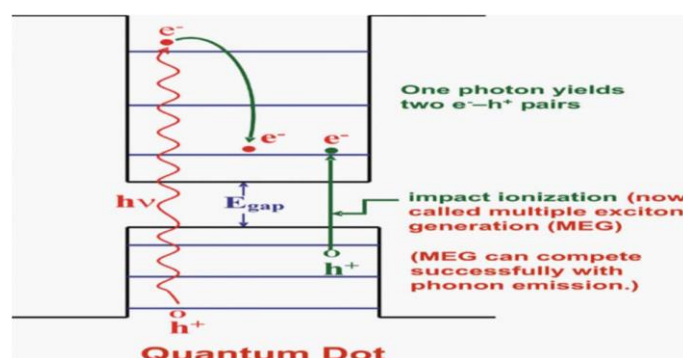 e⁻
One photon yields
two e⁻–h⁺ pairs
e⁻
e⁻
hν
Egap
impact ionization (now
called multiple exciton
generation (MEG)
h⁺
(MEG can compete
successfully with
phonon emission.)
h⁺
Quantum Dot